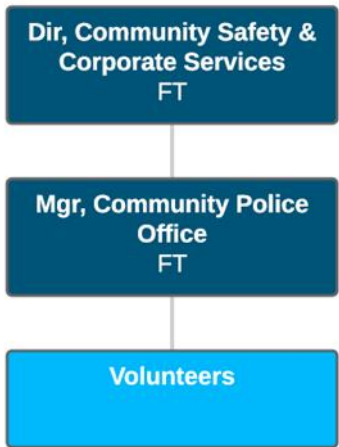 Dir, Community Safety &
Corporate Services
FT
Mgr, Community Police
Office
FT
Volunteers